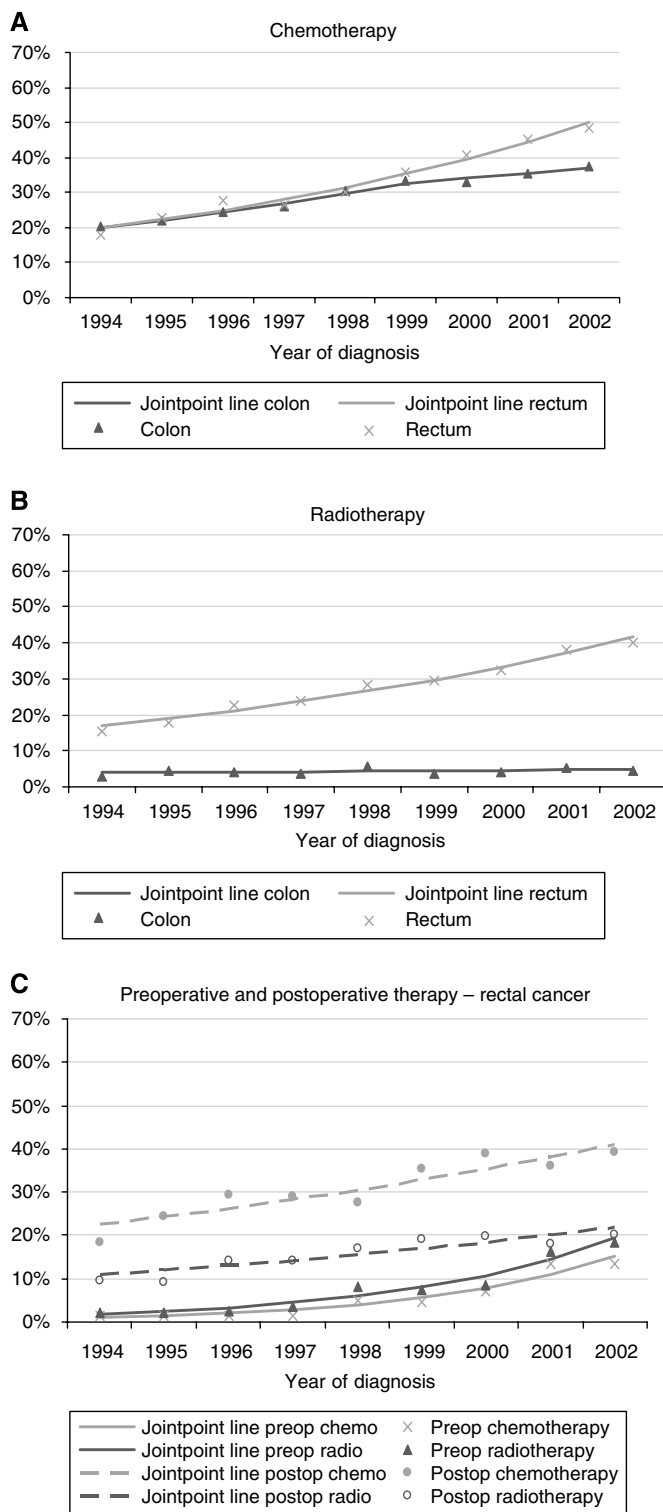 A
Chemotherapy
70%
60%
50%
40%
30%
20%
10%
0%
1994 1995 1996 1997 1998 1999 2000 2001 2002
Year of diagnosis
Jointpoint line colon Jointpoint line rectum
Colon Rectum
B
Radiotherapy
70%
60%
50%
40%
30%
20%
10%
0%
1994 1995 1996 1997 1998 1999 2000 2001 2002
Year of diagnosis
Jointpoint line colon Jointpoint line rectum
Colon Rectum
C
Preoperative and postoperative therapy – rectal cancer
70%
60%
50%
40%
30%
20%
10%
0%
1994 1995 1996 1997 1998 1999 2000 2001 2002
Year of diagnosis
Jointpoint line preop chemo Preop chemotherapy
Jointpoint line preop radio Preop radiotherapy
Jointpoint line postop chemo Postop chemotherapy
Jointpoint line postop radio Postop radiotherapy